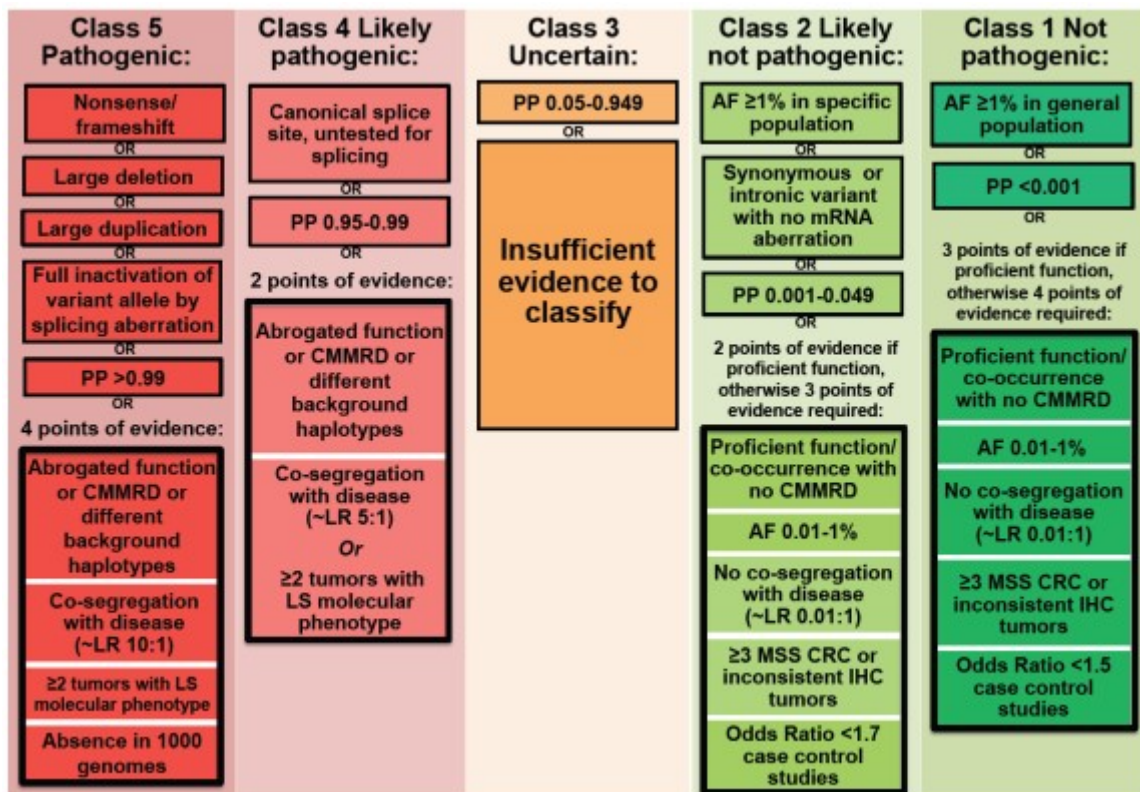 Class 5
Pathogenic:
Nonsense/
frameshift
OR
Large deletion
OR
Large duplication
OR
Full inactivation of
variant allele by
splicing aberration
OR
PP >0.99
OR
4 points of evidence:
Abrogated function
or CMMRD or
different
background
haplotypes
Co-segregation
with disease
(~LR 10:1)
≥2 tumors with LS
molecular phenotype
Absence in 1000
genomes
Class 4 Likely
pathogenic:
Canonical splice
site, untested for
splicing
OR
PP 0.95-0.99
OR
2 points of evidence:
Abrogated function
or CMMRD or
different
background
haplotypes
Co-segregation
with disease
(~LR 5:1)
Or
≥2 tumors with
LS molecular
phenotype
Class 3
Uncertain:
PP 0.05-0.949
OR
Insufficient
evidence to
classify
Class 2 Likely
not pathogenic:
AF ≥1% in specific
population
OR
Synonymous or
intronic variant
with no mRNA
aberration
OR
PP 0.001-0.049
OR
2 points of evidence if
proficient function,
otherwise 3 points of
evidence required:
Proficient function/
co-occurrence with
no CMMRD
AF 0.01-1%
No co-segregation
with disease
(~LR 0.01:1)
≥3 MSS CRC or
inconsistent IHC
tumors
Odds Ratio <1.7
case control
studies
Class 1 Not
pathogenic:
AF ≥1% in general
population
OR
PP <0.001
OR
3 points of evidence if
proficient function,
otherwise 4 points of
evidence required:
Proficient function/
co-occurrence
with no CMMRD
AF 0.01-1%
No co-segregation
with disease
(~LR 0.01:1)
≥3 MSS CRC or
inconsistent IHC
tumors
Odds Ratio <1.5
case control
studies